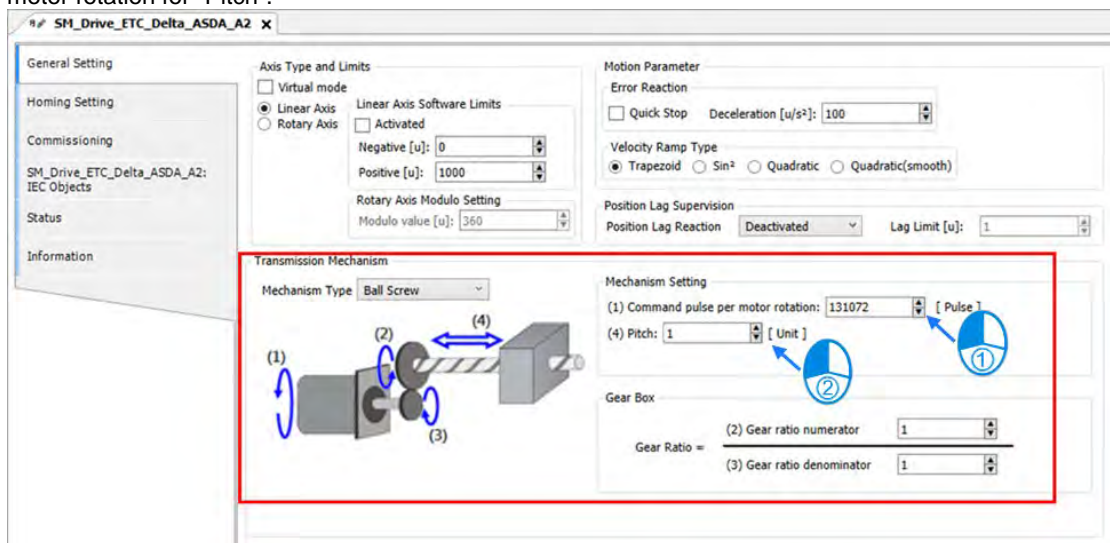 motor rotation for "Pitch".
SM_Drive_ETC_Delta_ASDA_A2 X
General Setting
Homing Setting
Commissioning
SM_Drive_ETC_Delta_ASDA_A2:
IEC Objects
Status
Information
Axis Type and Limits
Virtual mode
Linear Axis
Rotary Axis
Linear Axis Software Limits
Activated
Negative [u]: 0
Positive [u]: 1000
Rotary Axis Modulo Setting
Modulo value [u]: 360
Motion Parameter
Error Reaction
Quick Stop Deceleration [u/s²]: 100
Velocity Ramp Type
Trapezoid Sin² Quadratic Quadratic(smooth)
Position Lag Supervision
Position Lag Reaction Deactivated Lag Limit [u]: 1
Transmission Mechanism
Mechanism Type Ball Screw
(1)
(2)
(4)
(3)
Mechanism Setting
(1) Command pulse per motor rotation: 131072 [ Pulse ]
(4) Pitch: 1 [ Unit ]
①
②
Gear Box
Gear Ratio =
(2) Gear ratio numerator 1
(3) Gear ratio denominator 1